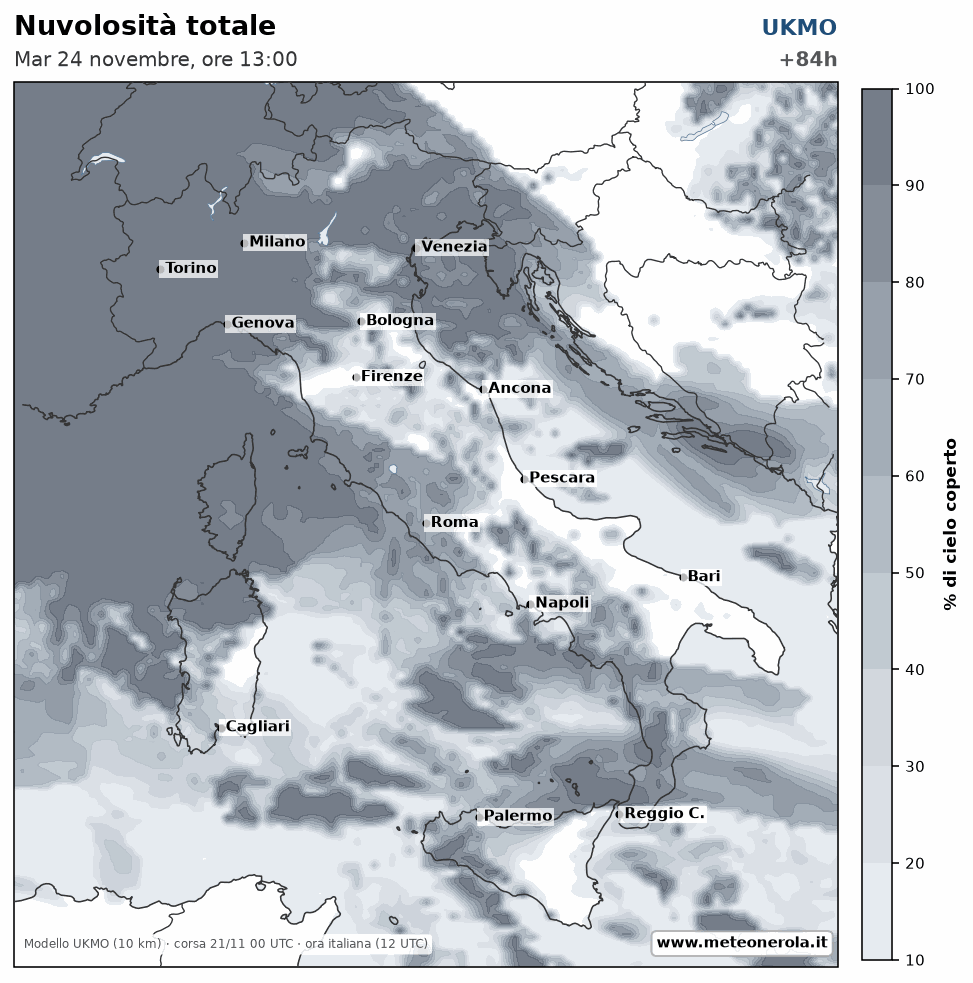 Nuvolosità totale
UKMO
Mar 24 novembre, ore 13:00
+84h
Milano
Venezia
Torino
Genova
Bologna
Firenze
Ancona
Pescara
Roma
Bari
Napoli
Cagliari
Palermo
Reggio C.
Modello UKMO (10 km) · corsa 21/11 00 UTC · ora italiana (12 UTC)
www.meteonerola.it
100
90
80
70
60
50
40
30
20
10
% di cielo coperto